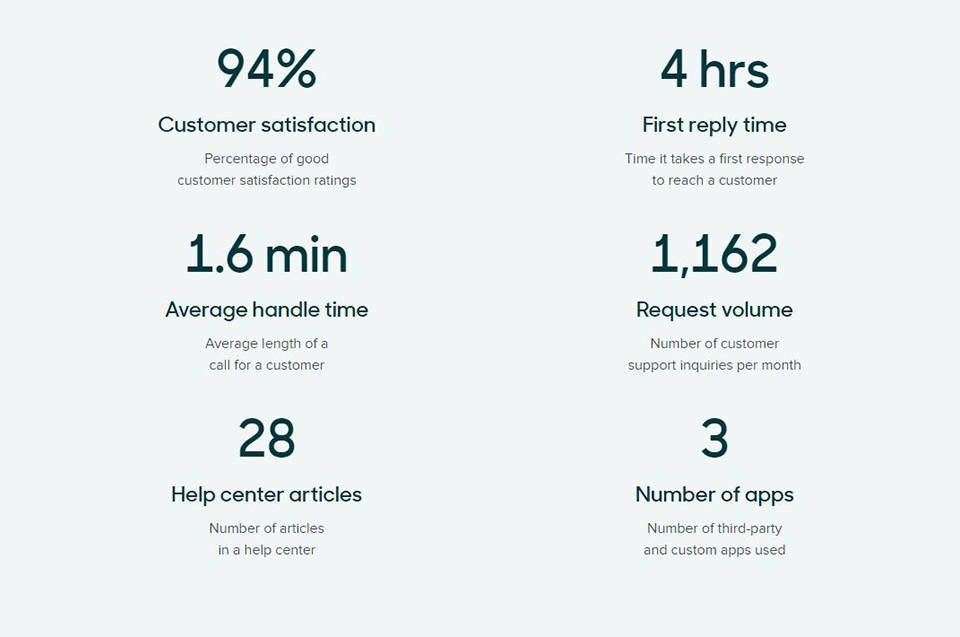 94%
Customer satisfaction
Percentage of good
customer satisfaction ratings
4 hrs
First reply time
Time it takes a first response
to reach a customer
1.6 min
Average handle time
Average length of a
call for a customer
1,162
Request volume
Number of customer
support inquiries per month
28
Help center articles
Number of articles
in a help center
3
Number of apps
Number of third-party
and custom apps used